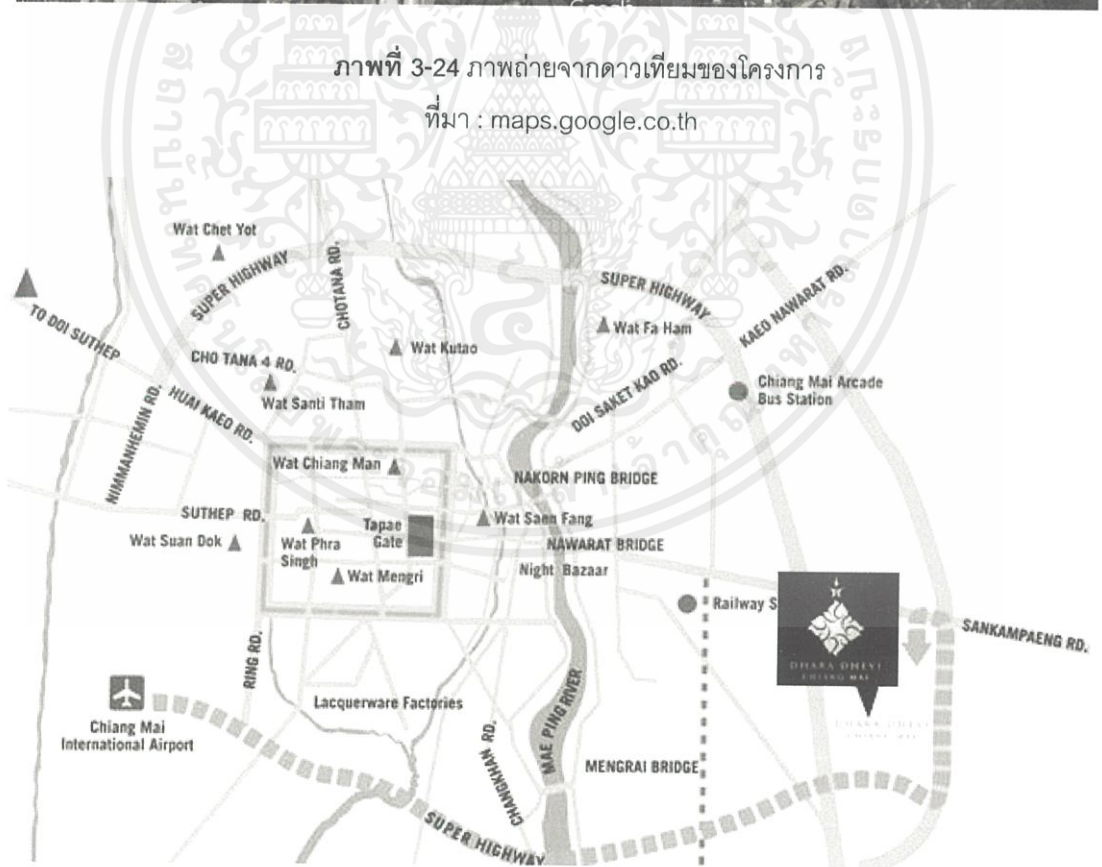 Google
ภาพที่ 3-24 ภาพถ่ายจากดาวเทียมของโครงการ
ที่มา : maps.google.co.th
Wat Chet Yot
SUPER HIGHWAY
CHOTANA RD.
SUPER HIGHWAY
KAEO NAWARAT RD.
TO DOI SUTHEP
Wat Fa Ham
Wat Kutao
CHO TANA 4 RD.
DOI SAKET KAO RD.
Chiang Mai Arcade
Bus Station
NIMMANHEMIN RD.
HUAI KAEO RD.
Wat Santi Tham
Wat Chiang Man
NAKORN PING BRIDGE
SUTHEP RD.
Tapae
Gate
Wat Saen Fang
Wat Suan Dok
Wat Phra
Singh
NAWARAT BRIDGE
Wat Mengri
Night Bazaar
Railway S
SANKAMPAENG RD.
DHARA DHEVI
CHIANG MAI
RING RD.
Lacquerware Factories
MAE PING RIVER
DHARA DHEVI
CHIANG MAI
Chiang Mai
International Airport
CHANGKHAN RD.
MENGRAI BRIDGE
SUPER HIGHWAY